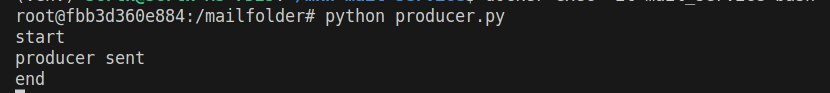 root@fbb3d360e884:/mailfolder# python producer.py
start
producer sent
end